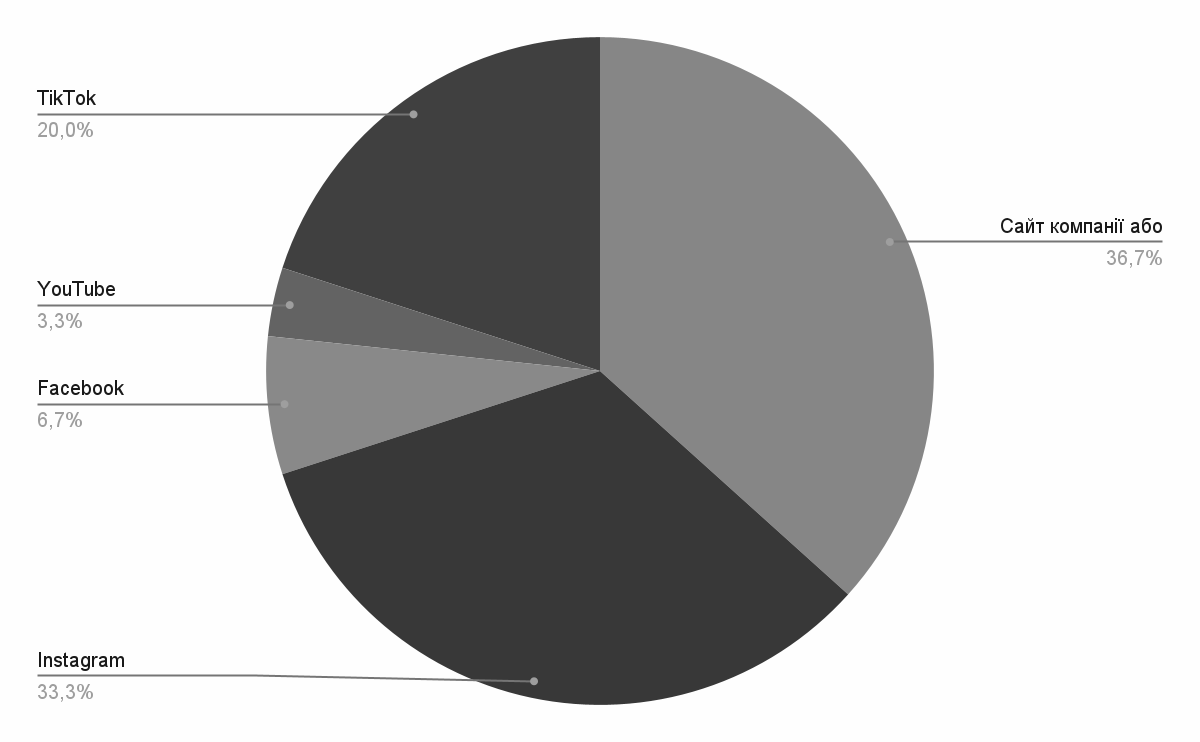 TikTok
20,0%
Сайт компанії або
36,7%
YouTube
3,3%
Facebook
6,7%
Instagram
33,3%